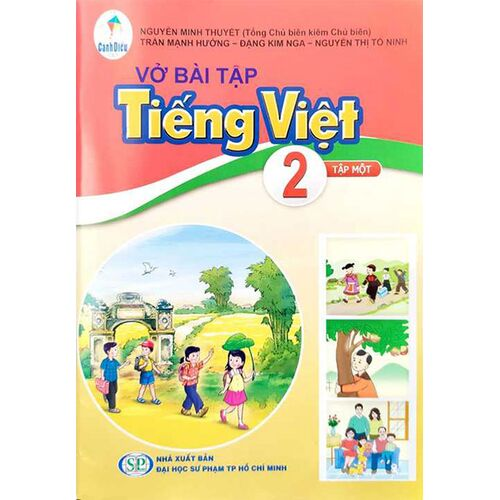 NGUYỄN MINH THUYẾT (Tổng Chủ biên kiêm Chủ biên)
TRẦN MẠNH HƯỞNG – ĐẶNG KIM NGA – NGUYỄN THỊ TỐ NINH
Cánh Diều
VỞ BÀI TẬP
Tiếng Việt
2
TẬP MỘT
SP
NHÀ XUẤT BẢN
ĐẠI HỌC SƯ PHẠM TP HỒ CHÍ MINH